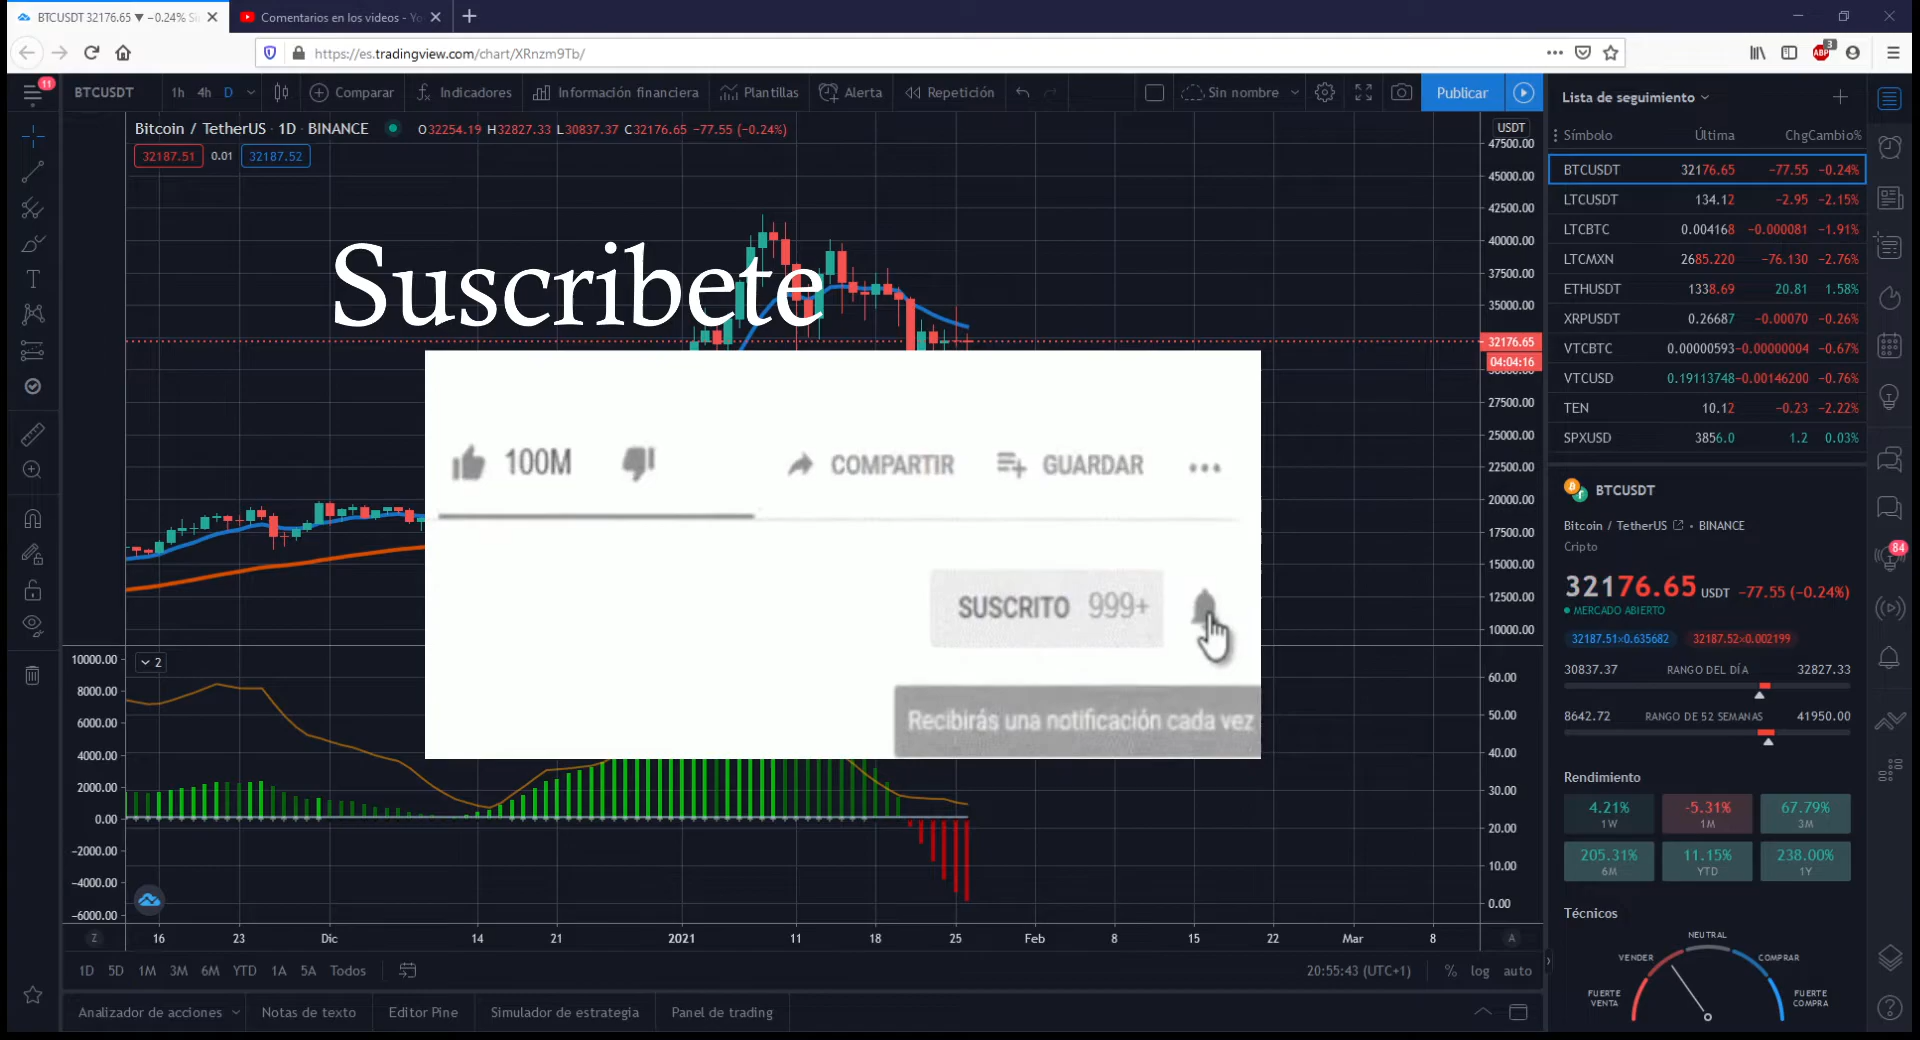 BTCUSDT 32176.65 ▼ −0.24% Si
Comentarios en los videos - Yo
https://es.tradingview.com/chart/XRnzm9Tb/
ABP
3
11
BTCUSDT
1h
4h
D
Comparar
Indicadores
Información financiera
Plantillas
Alerta
Repetición
Sin nombre
Publicar
Bitcoin / TetherUS · 1D · BINANCE
O32254.19 H32827.33 L30837.37 C32176.65 −77.55 (−0.24%)
32187.51
0.01
32187.52
Suscribete
100M
COMPARTIR
GUARDAR
SUSCRITO 999+
Recibirás una notificación cada vez
USDT
47500.00
45000.00
42500.00
40000.00
37500.00
35000.00
32176.65
04:04:16
27500.00
25000.00
22500.00
20000.00
17500.00
15000.00
12500.00
10000.00
2
10000.00
8000.00
6000.00
4000.00
2000.00
0.00
−2000.00
−4000.00
−6000.00
60.00
50.00
40.00
30.00
20.00
10.00
0.00
Z
16
23
Dic
14
21
2021
11
18
25
Feb
8
15
22
Mar
8
A
1D 5D 1M 3M 6M YTD 1A 5A Todos
20:55:43 (UTC+1)
% log auto
Analizador de acciones
Notas de texto
Editor Pine
Simulador de estrategia
Panel de trading
Lista de seguimiento
Símbolo Última ChgCambio%
BTCUSDT 32176.65 −77.55 −0.24%
LTCUSDT 134.12 −2.95 −2.15%
LTCBTC 0.004168 −0.000081 −1.91%
LTCMXN 2685.220 −76.130 −2.76%
ETHUSDT 1338.69 20.81 1.58%
XRPUSDT 0.26687 −0.00070 −0.26%
VTCBTC 0.00000593 −0.00000004 −0.67%
VTCUSD 0.19113748 −0.00146200 −0.76%
TEN 10.12 −0.23 −2.22%
SPXUSD 3856.0 1.2 0.03%
BTCUSDT
Bitcoin / TetherUS • BINANCE
Cripto
32176.65 USDT −77.55 (−0.24%)
MERCADO ABIERTO
32187.51×0.635682
32187.52×0.002199
30837.37 RANGO DEL DÍA 32827.33
8642.72 RANGO DE 52 SEMANAS 41950.00
Rendimiento
4.21%
1W
-5.31%
1M
67.79%
3M
205.31%
6M
11.15%
YTD
238.00%
1Y
Técnicos
NEUTRAL
VENDER
COMPRAR
FUERTE
VENTA
FUERTE
COMPRA
84